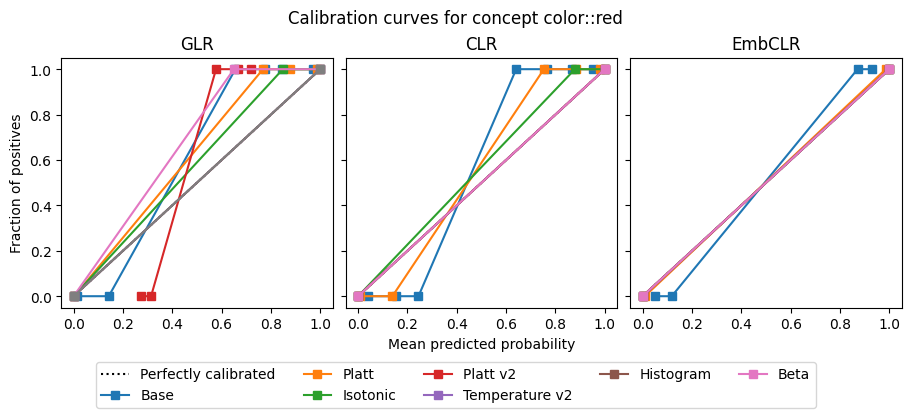 Calibration curves for concept color::red
GLR
CLR
EmbCLR
Fraction of positives
1.0
0.8
0.6
0.4
0.2
0.0
0.0 0.2 0.4 0.6 0.8 1.0
0.0 0.2 0.4 0.6 0.8 1.0
0.0 0.2 0.4 0.6 0.8 1.0
Mean predicted probability
Perfectly calibrated
Base
Platt
Isotonic
Platt v2
Temperature v2
Histogram
Beta